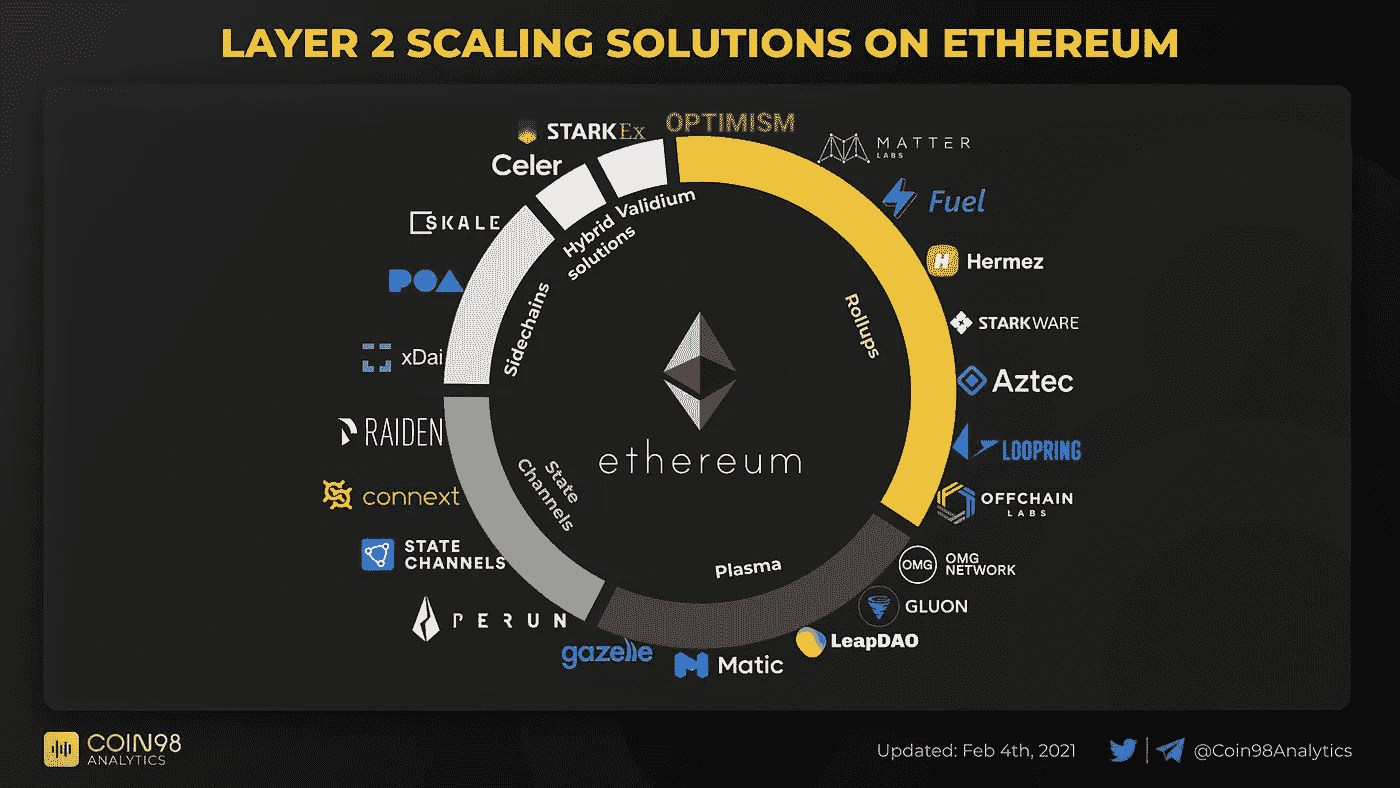 LAYER 2 SCALING SOLUTIONS ON ETHEREUM
STARKEx
OPTIMISM
MATTER
LABS
Celer
Fuel
SKALE
Hybrid
solutions
Validium
Hermez
POA
Sidechains
Rollups
STARKWARE
xDai
Aztec
RAIDEN
LOOPRING
ethereum
connext
State
Channels
OFFCHAIN
LABS
STATE
CHANNELS
Plasma
OMG
OMG
NETWORK
GLUON
PERUN
LeapDAO
gazelle
Matic
COIN98
ANALYTICS
Updated: Feb 4th, 2021
@Coin98Analytics